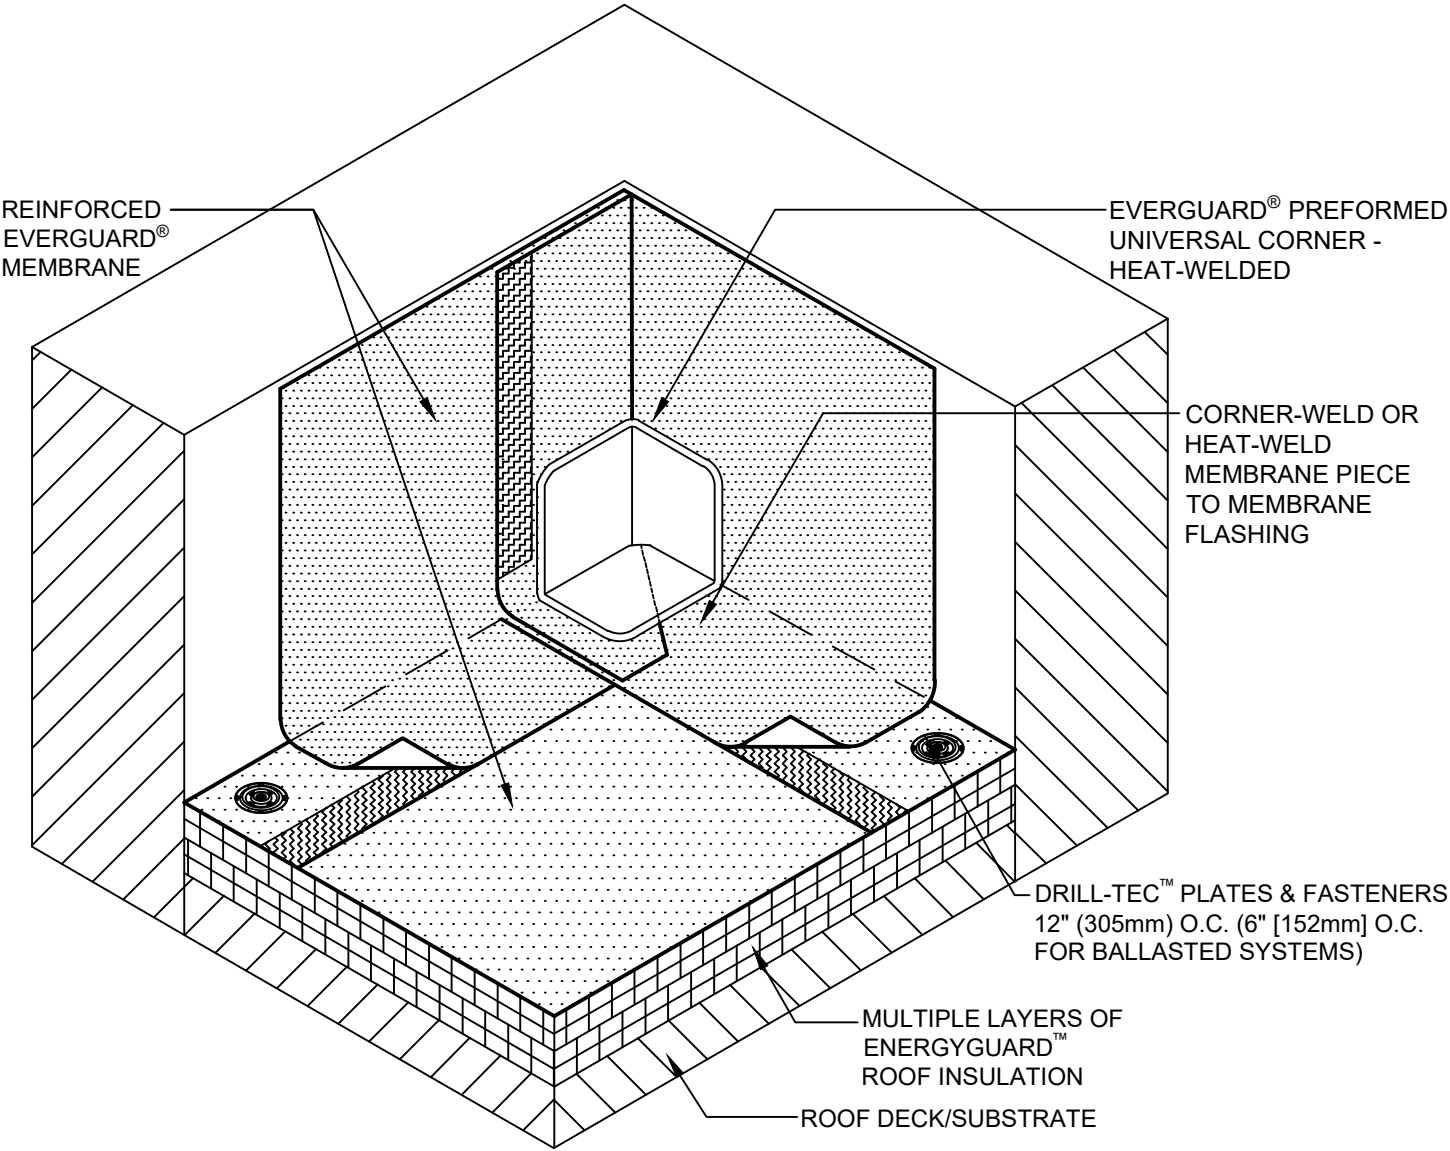 REINFORCED
EVERGUARD®
MEMBRANE
EVERGUARD® PREFORMED
UNIVERSAL CORNER -
HEAT-WELDED
CORNER-WELD OR
HEAT-WELD
MEMBRANE PIECE
TO MEMBRANE
FLASHING
DRILL-TEC™ PLATES & FASTENERS
12" (305mm) O.C. (6" [152mm] O.C.
FOR BALLASTED SYSTEMS)
MULTIPLE LAYERS OF
ENERGYGUARD™
ROOF INSULATION
ROOF DECK/SUBSTRATE